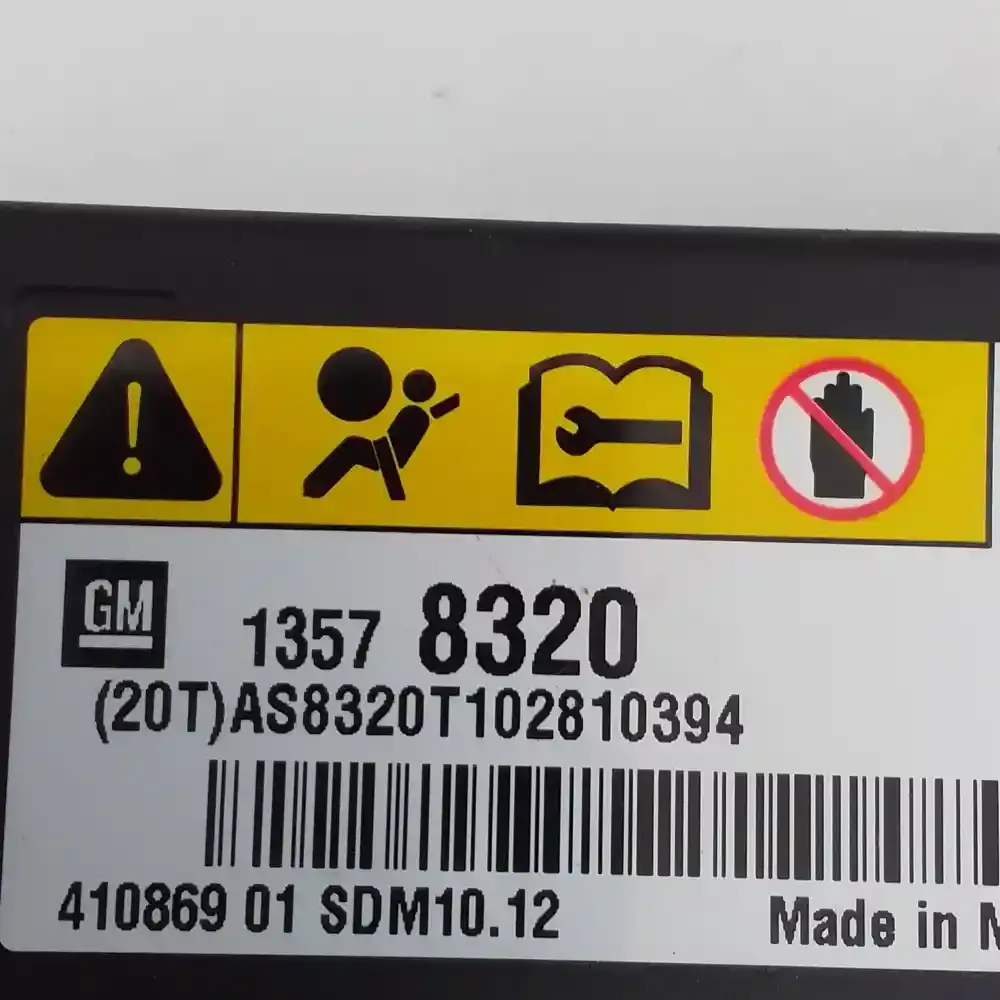 GM
1357 8320
(20T)AS8320T102810394
410869 01 SDM10.12
Made in